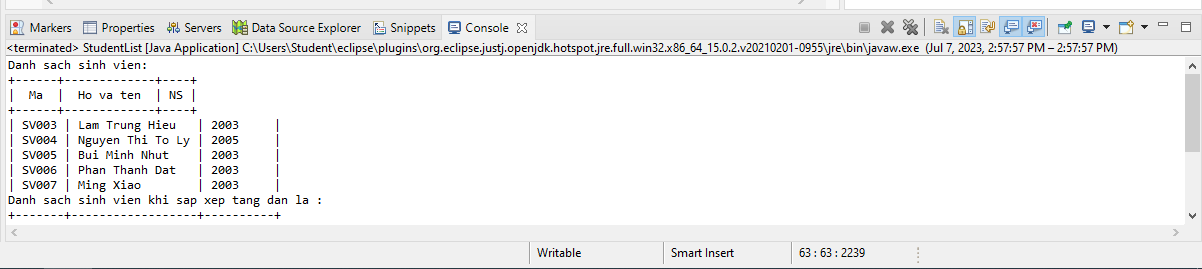 Markers Properties Servers Data Source Explorer Snippets Console
<terminated> StudentList [Java Application] C:\Users\Student\eclipse\plugins\org.eclipse.justj.openjdk.hotspot.jre.full.win32.x86_64_15.0.2.v20210201-0955\jre\bin\javaw.exe (Jul 7, 2023, 2:57:57 PM – 2:57:57 PM)
Danh sach sinh vien:
+------+-------------+----+
|  Ma  |  Ho va ten  | NS |
+------+-------------+----+
| SV003 | Lam Trung Hieu   | 2003     |
| SV004 | Nguyen Thi To Ly | 2005     |
| SV005 | Bui Minh Nhut    | 2003     |
| SV006 | Phan Thanh Dat   | 2003     |
| SV007 | Ming Xiao        | 2003     |
Danh sach sinh vien khi sap xep tang dan la :
+-------+------------------+----------+
Writable Smart Insert 63 : 63 : 2239